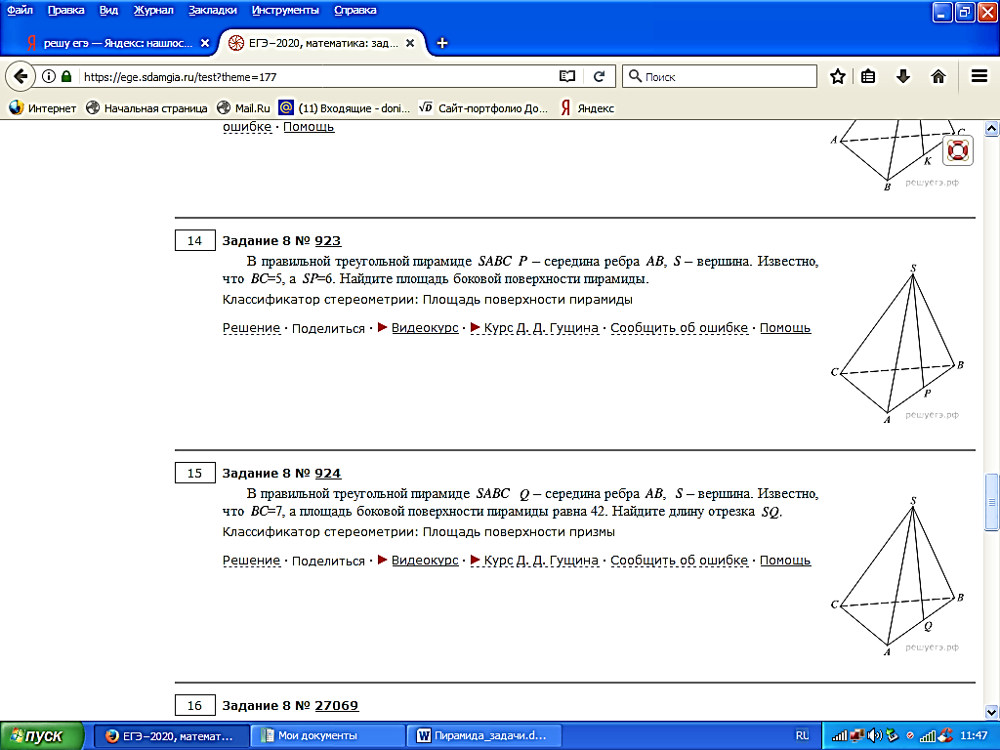 Файл Правка Вид Журнал Закладки Инструменты Справка
решу егэ — Яндекс: нашлос... ЕГЭ−2020, математика: зад...
https://ege.sdamgia.ru/test?theme=177 Поиск
Интернет Начальная страница Mail.Ru (11) Входящие - doni... Сайт-портфолио До... Яндекс
ошибке · Помощь
A C
K
B
решуегэ.рф
14 Задание 8 № 923
В правильной треугольной пирамиде SABC P – середина ребра AB, S – вершина. Известно,
что BC=5, а SP=6. Найдите площадь боковой поверхности пирамиды.
Классификатор стереометрии: Площадь поверхности пирамиды
Решение · Поделиться · Видеокурс · Курс Д. Д. Гущина · Сообщить об ошибке · Помощь
S
C B
P
A
решуегэ.рф
15 Задание 8 № 924
В правильной треугольной пирамиде SABC Q – середина ребра AB, S – вершина. Известно,
что BC=7, а площадь боковой поверхности пирамиды равна 42. Найдите длину отрезка SQ.
Классификатор стереометрии: Площадь поверхности призмы
Решение · Поделиться · Видеокурс · Курс Д. Д. Гущина · Сообщить об ошибке · Помощь
S
C B
Q
A
решуегэ.рф
16 Задание 8 № 27069
пуск ЕГЭ−2020, математ... Мои документы Пирамида_задачи.d... RU 11:47